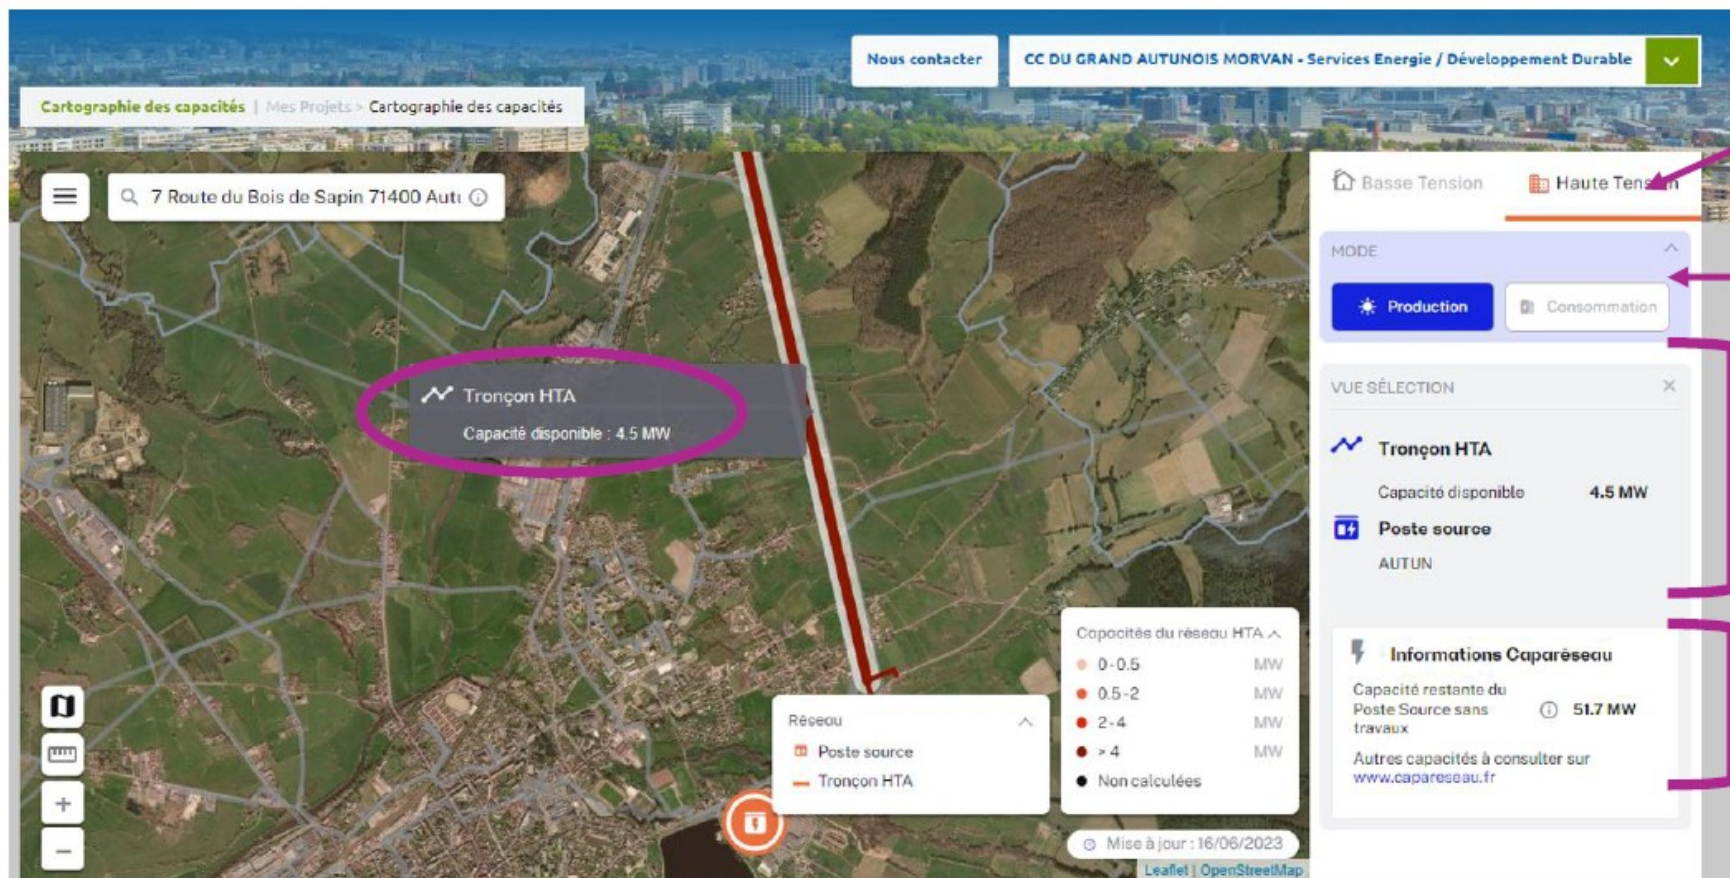 Nous contacter
CC DU GRAND AUTUNOIS MORVAN - Services Energie / Développement Durable
Cartographie des capacités | Mes Projets > Cartographie des capacités
7 Route du Bois de Sapin 71400 Autu
Basse Tension
Haute Tension
MODE
Production
Consommation
VUE SÉLECTION
Tronçon HTA
Capacité disponible : 4.5 MW
Tronçon HTA
Capacité disponible 4.5 MW
Poste source
AUTUN
Informations Caparéseau
Capacité restante du
Poste Source sans 51.7 MW
travaux
Autres capacités à consulter sur
www.capareseau.fr
Capacités du réseau HTA
0-0.5 MW
0.5-2 MW
2-4 MW
> 4 MW
Non calculées
Réseau
Poste source
Tronçon HTA
Mise à jour : 16/06/2023
Leaflet | OpenStreetMap